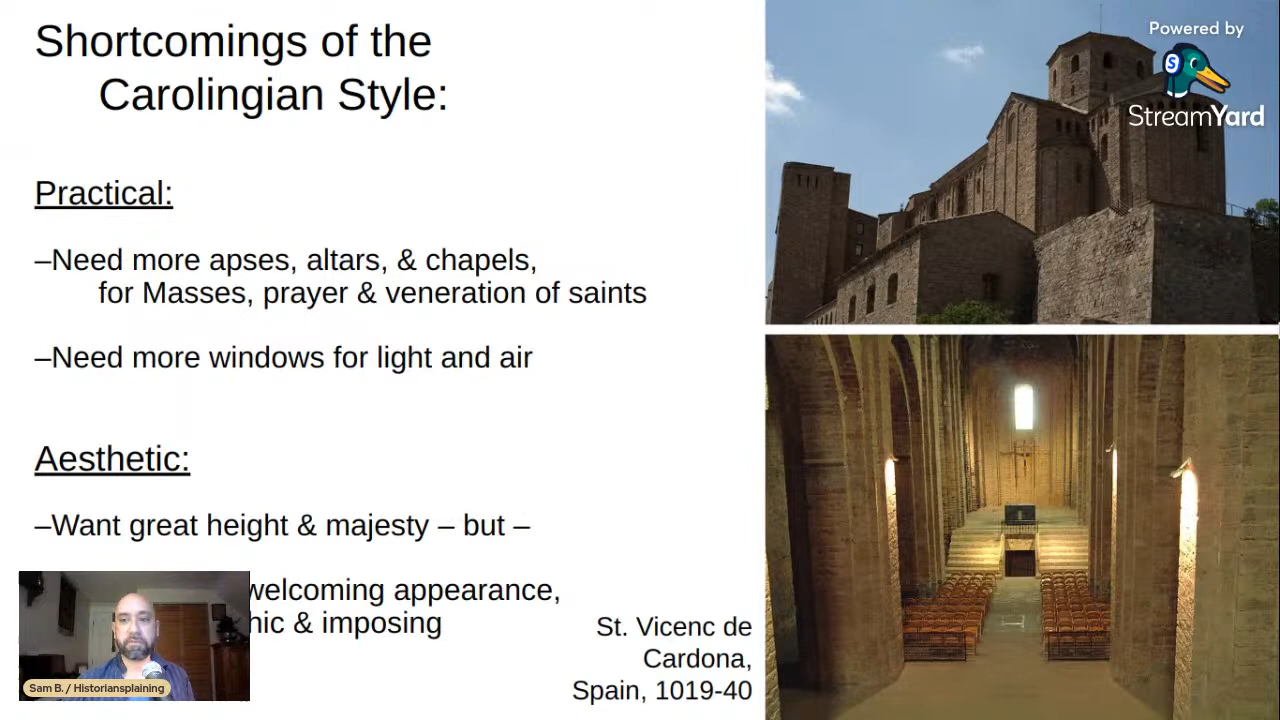 Shortcomings of the
Carolingian Style:
Practical:
–Need more apses, altars, & chapels,
for Masses, prayer & veneration of saints
–Need more windows for light and air
Aesthetic:
–Want great height & majesty – but –
welcoming appearance,
& imposing
St. Vicenc de
Cardona,
Spain, 1019-40
Powered by
S
StreamYard
Sam B. / Historiansplaining